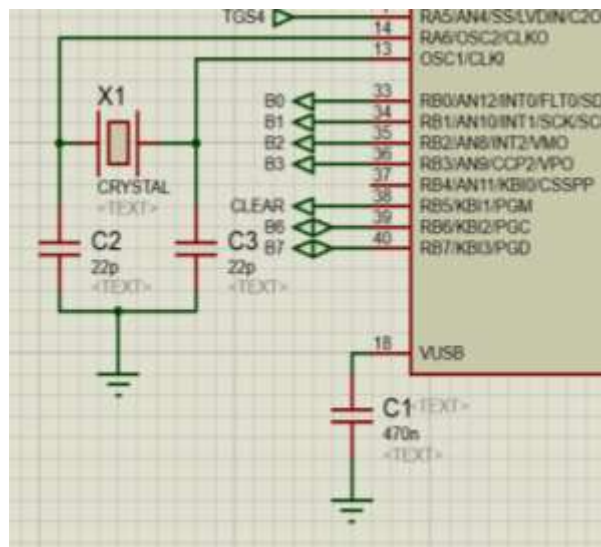 TGS4
RA5/AN4/SS/LVDIN/C2O
14
RA6/OSC2/CLKO
13
OSC1/CLKI
X1
CRYSTAL
<TEXT>
B0
33
RB0/AN12/INT0/FLT0/SD
B1
34
RB1/AN10/INT1/SCK/SC
B2
35
RB2/AN8/INT2/VMO
B3
36
RB3/AN9/CCP2/VPO
37
RB4/AN11/KBI0/CSSPP
CLEAR
38
RB5/KBI1/PGM
B6
39
RB6/KBI2/PGC
B7
40
RB7/KBI3/PGD
C2
22p
<TEXT>
C3
22p
<TEXT>
18
VUSB
C1
<TEXT>
470n
<TEXT>